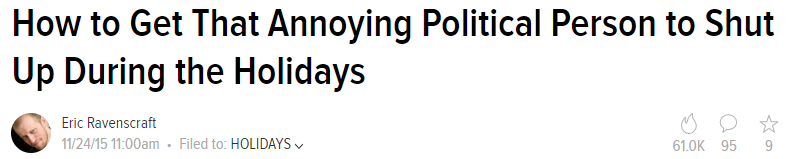 How to Get That Annoying Political Person to Shut
Up During the Holidays
Eric Ravenscraft
11/24/15 11:00am • Filed to: HOLIDAYS
61.0K 95 9